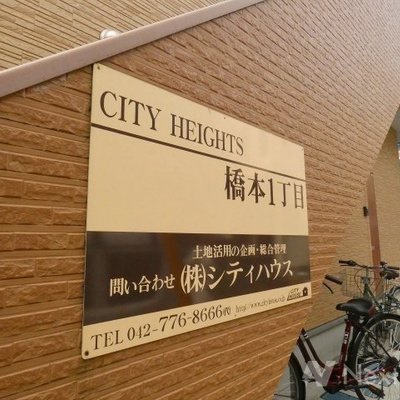 CITY HEIGHTS
橋本1丁目
土地活用の企画・総合管理
問い合わせ (株)シティハウス
TEL 042-776-8666㈹